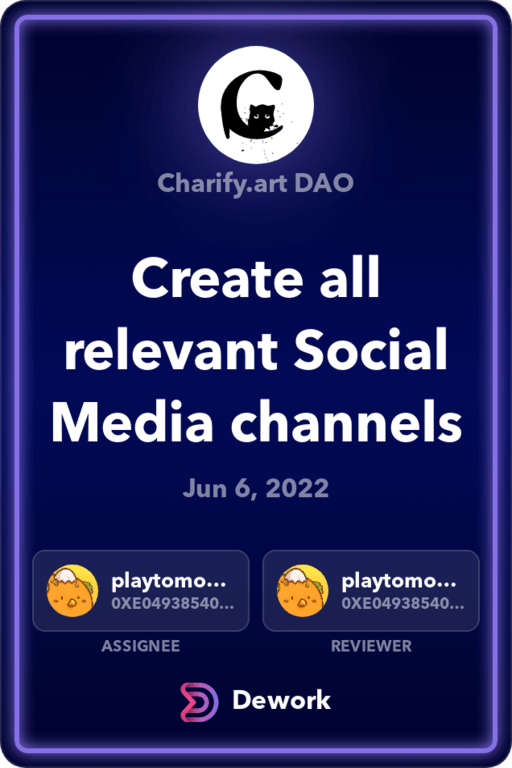 Charify.art DAO
Create all
relevant Social
Media channels
Jun 6, 2022
playtomo...
0XE04938540...
ASSIGNEE
playtomo...
0XE04938540...
REVIEWER
Dework